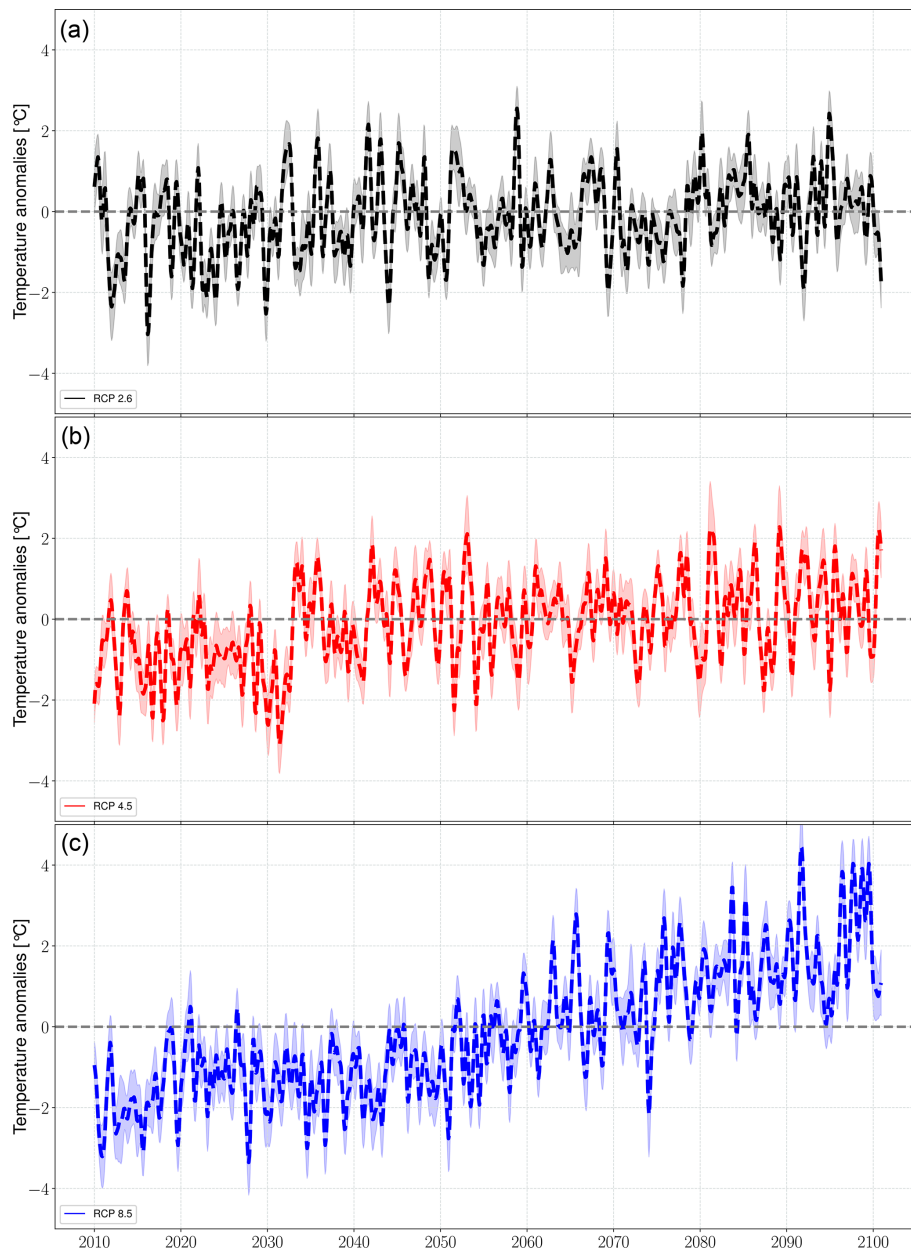 (a)
Temperature anomalies [°C]
4
2
0
−2
−4
RCP 2.6
(b)
Temperature anomalies [°C]
4
2
0
−2
−4
RCP 4.5
(c)
Temperature anomalies [°C]
4
2
0
−2
−4
RCP 8.5
2010 2020 2030 2040 2050 2060 2070 2080 2090 2100